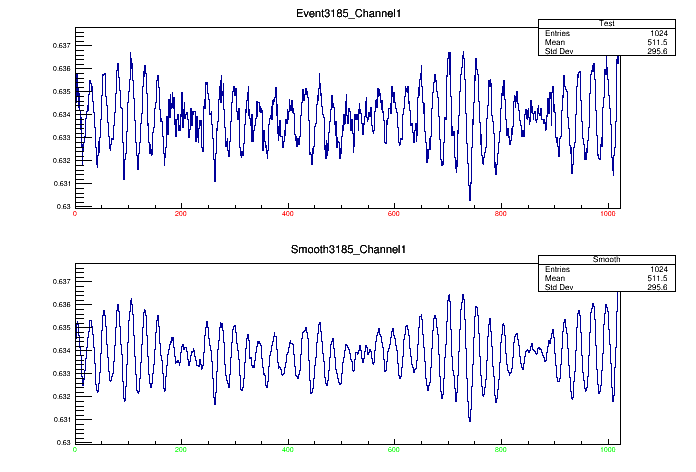 Event3185_Channel1
Test
Entries 1024
Mean 511.5
Std Dev 295.6
0.637
0.636
0.635
0.634
0.633
0.632
0.631
0.63
0 200 400 600 800 1000
Smooth3185_Channel1
Smooth
Entries 1024
Mean 511.5
Std Dev 295.6
0.637
0.636
0.635
0.634
0.633
0.632
0.631
0.63
0 200 400 600 800 1000